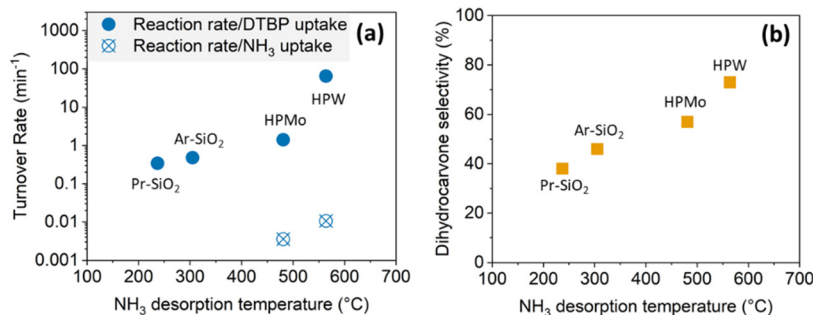 (a)
Reaction rate/DTBP uptake
Reaction rate/NH₃ uptake
Turnover Rate (min⁻¹)
1000
100
10
1
0.1
0.01
0.001
HPW
HPMo
Ar-SiO₂
Pr-SiO₂
100 200 300 400 500 600 700
NH₃ desorption temperature (°C)
(b)
Dihydrocarvone selectivity (%)
100
80
60
40
20
0
HPW
HPMo
Ar-SiO₂
Pr-SiO₂
100 200 300 400 500 600 700
NH₃ desorption temperature (°C)